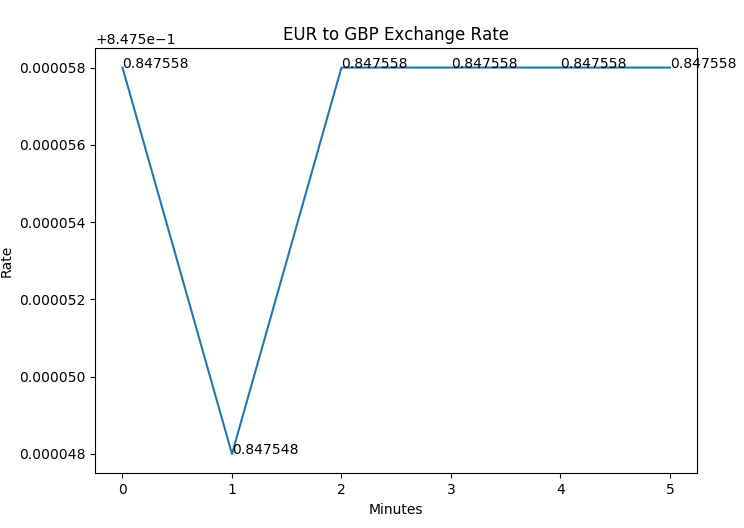 EUR to GBP Exchange Rate
+8.475e−1
0.000058
0.000056
0.000054
0.000052
0.000050
0.000048
Rate
0.847558
0.847548
0.847558
0.847558
0.847558
0.847558
0 1 2 3 4 5
Minutes